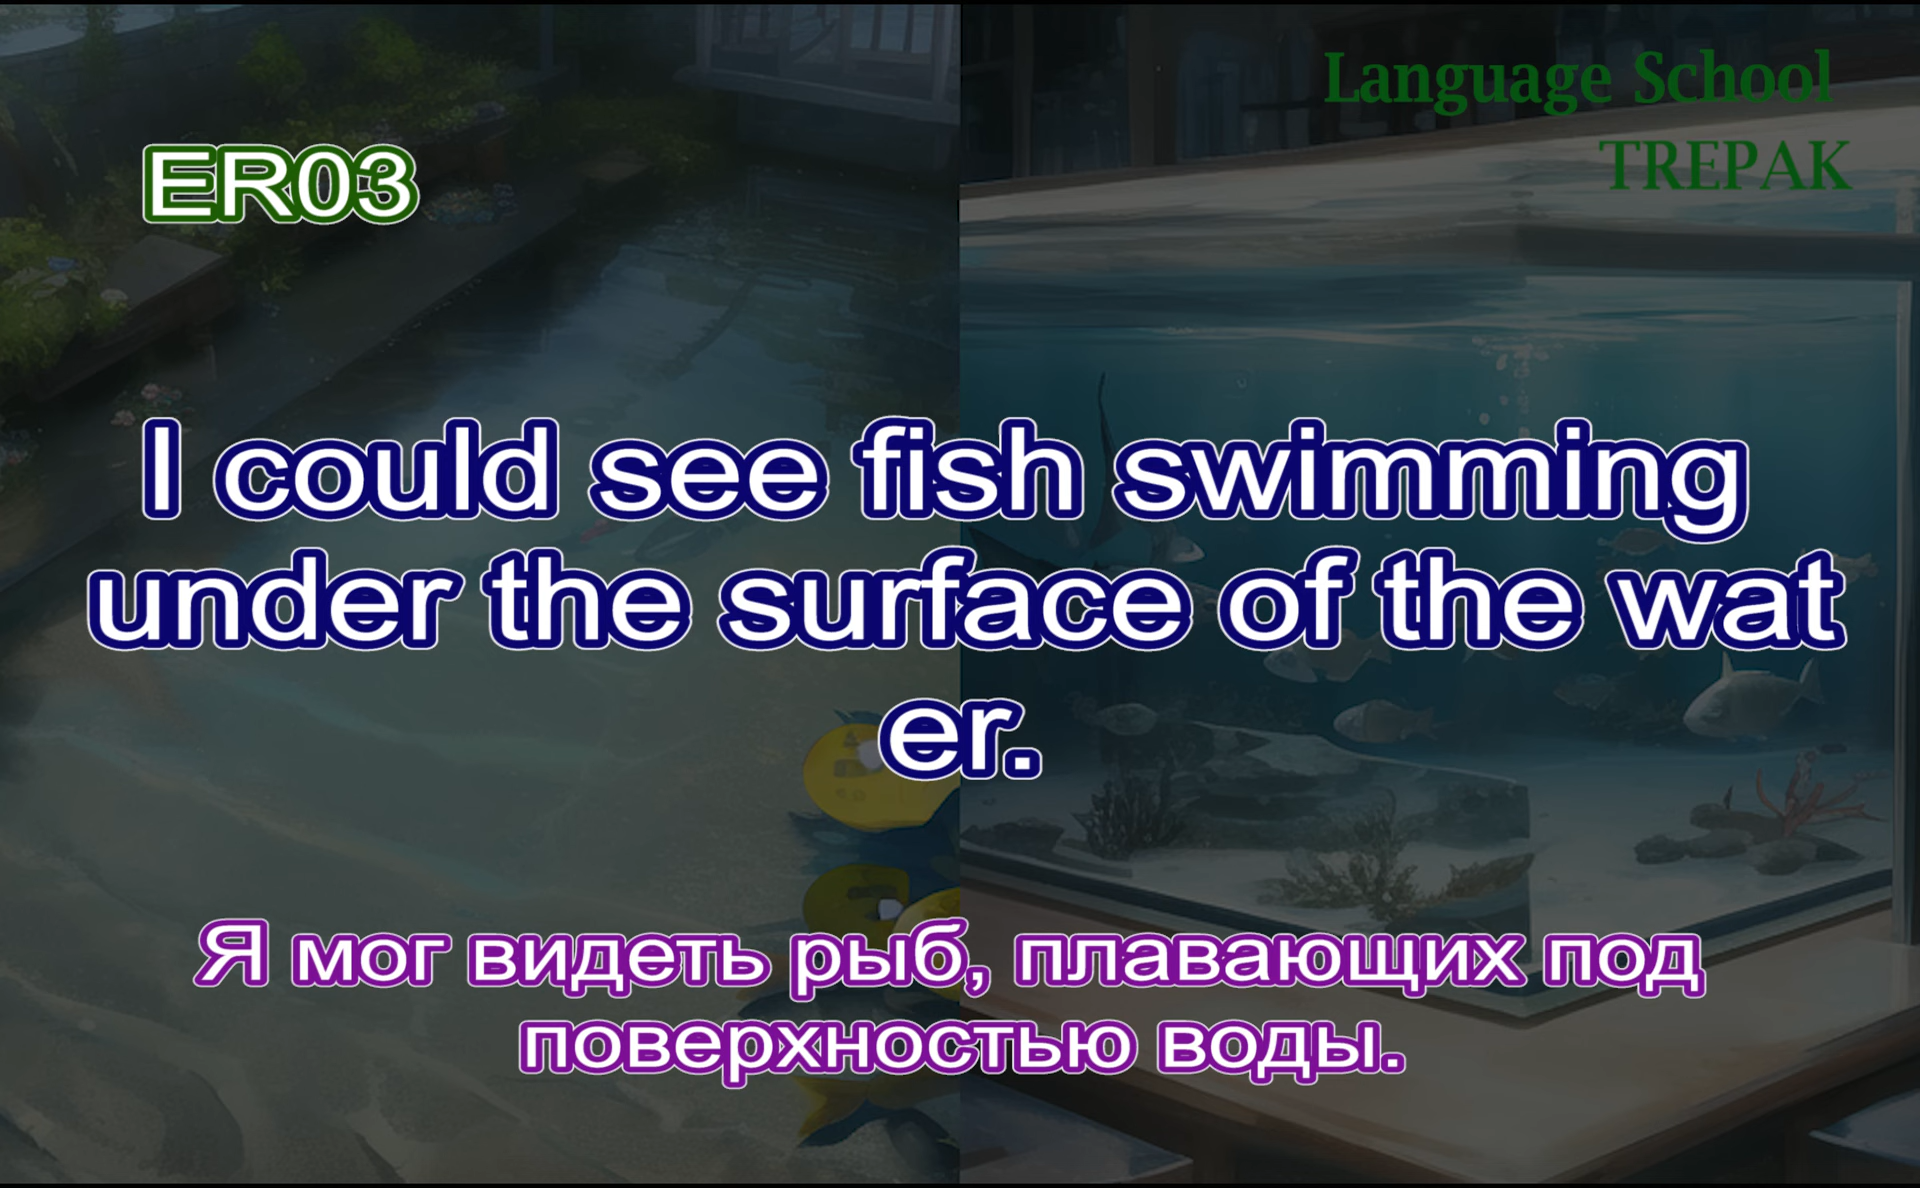 Language School
TREPAK
ER03
I could see fish swimming
under the surface of the wat
er.
Я мог видеть рыб, плавающих под
поверхностью воды.